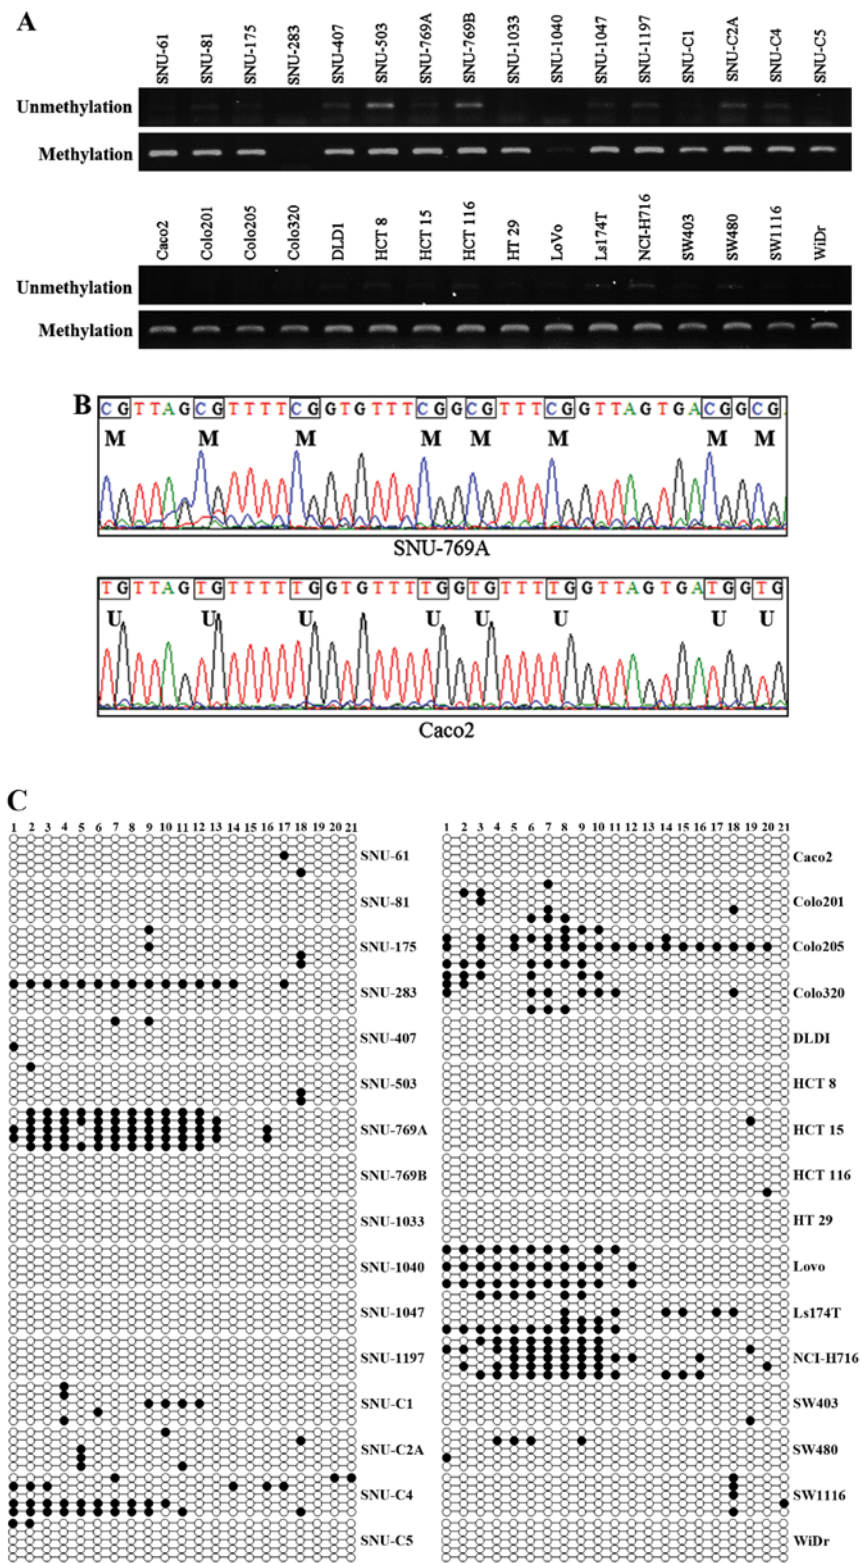 A
SNU-61 SNU-81 SNU-175 SNU-283 SNU-407 SNU-503 SNU-769A SNU-769B SNU-1033 SNU-1040 SNU-1047 SNU-1197 SNU-C1 SNU-C2A SNU-C4 SNU-C5
Unmethylation
Methylation
Caco2 Colo201 Colo205 Colo320 DLD1 HCT 8 HCT 15 HCT 116 HT 29 LoVo Ls174T NCI-H716 SW403 SW480 SW1116 WiDr
Unmethylation
Methylation
B
CGTTAGCGTTTTCGGTGTTTCGGCGTTTCGGTTAGTGACGGCG
M M M M M M M M
SNU-769A
TGTTAGTGTTTTTGGTGTTTTGGTGTTTTGGTTAGTGATGGTG
U U U U U U U U
Caco2
C
1 2 3 4 5 6 7 8 9 10 11 12 13 14 15 16 17 18 19 20 21
SNU-61
SNU-81
SNU-175
SNU-283
SNU-407
SNU-503
SNU-769A
SNU-769B
SNU-1033
SNU-1040
SNU-1047
SNU-1197
SNU-C1
SNU-C2A
SNU-C4
SNU-C5
1 2 3 4 5 6 7 8 9 10 11 12 13 14 15 16 17 18 19 20 21
Caco2
Colo201
Colo205
Colo320
DLDI
HCT 8
HCT 15
HCT 116
HT 29
Lovo
Ls174T
NCI-H716
SW403
SW480
SW1116
WiDr